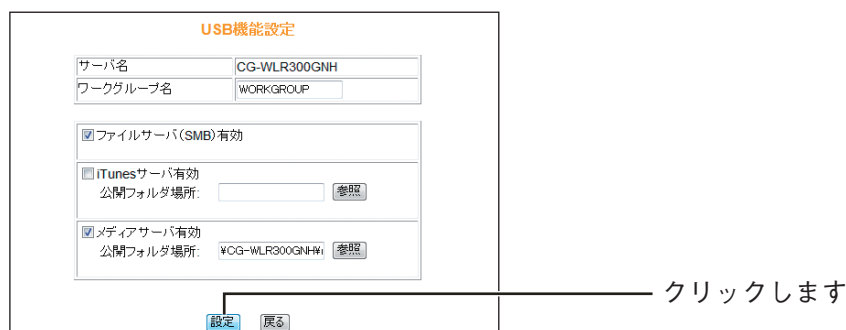 USB機能設定
サーバ名 CG-WLR300GNH
ワークグループ名 WORKGROUP
ファイルサーバ(SMB)有効
iTunesサーバ有効
公開フォルダ場所: 参照
メディアサーバ有効
公開フォルダ場所: ¥CG-WLR300GNH¥ 参照
クリックします
設定 戻る